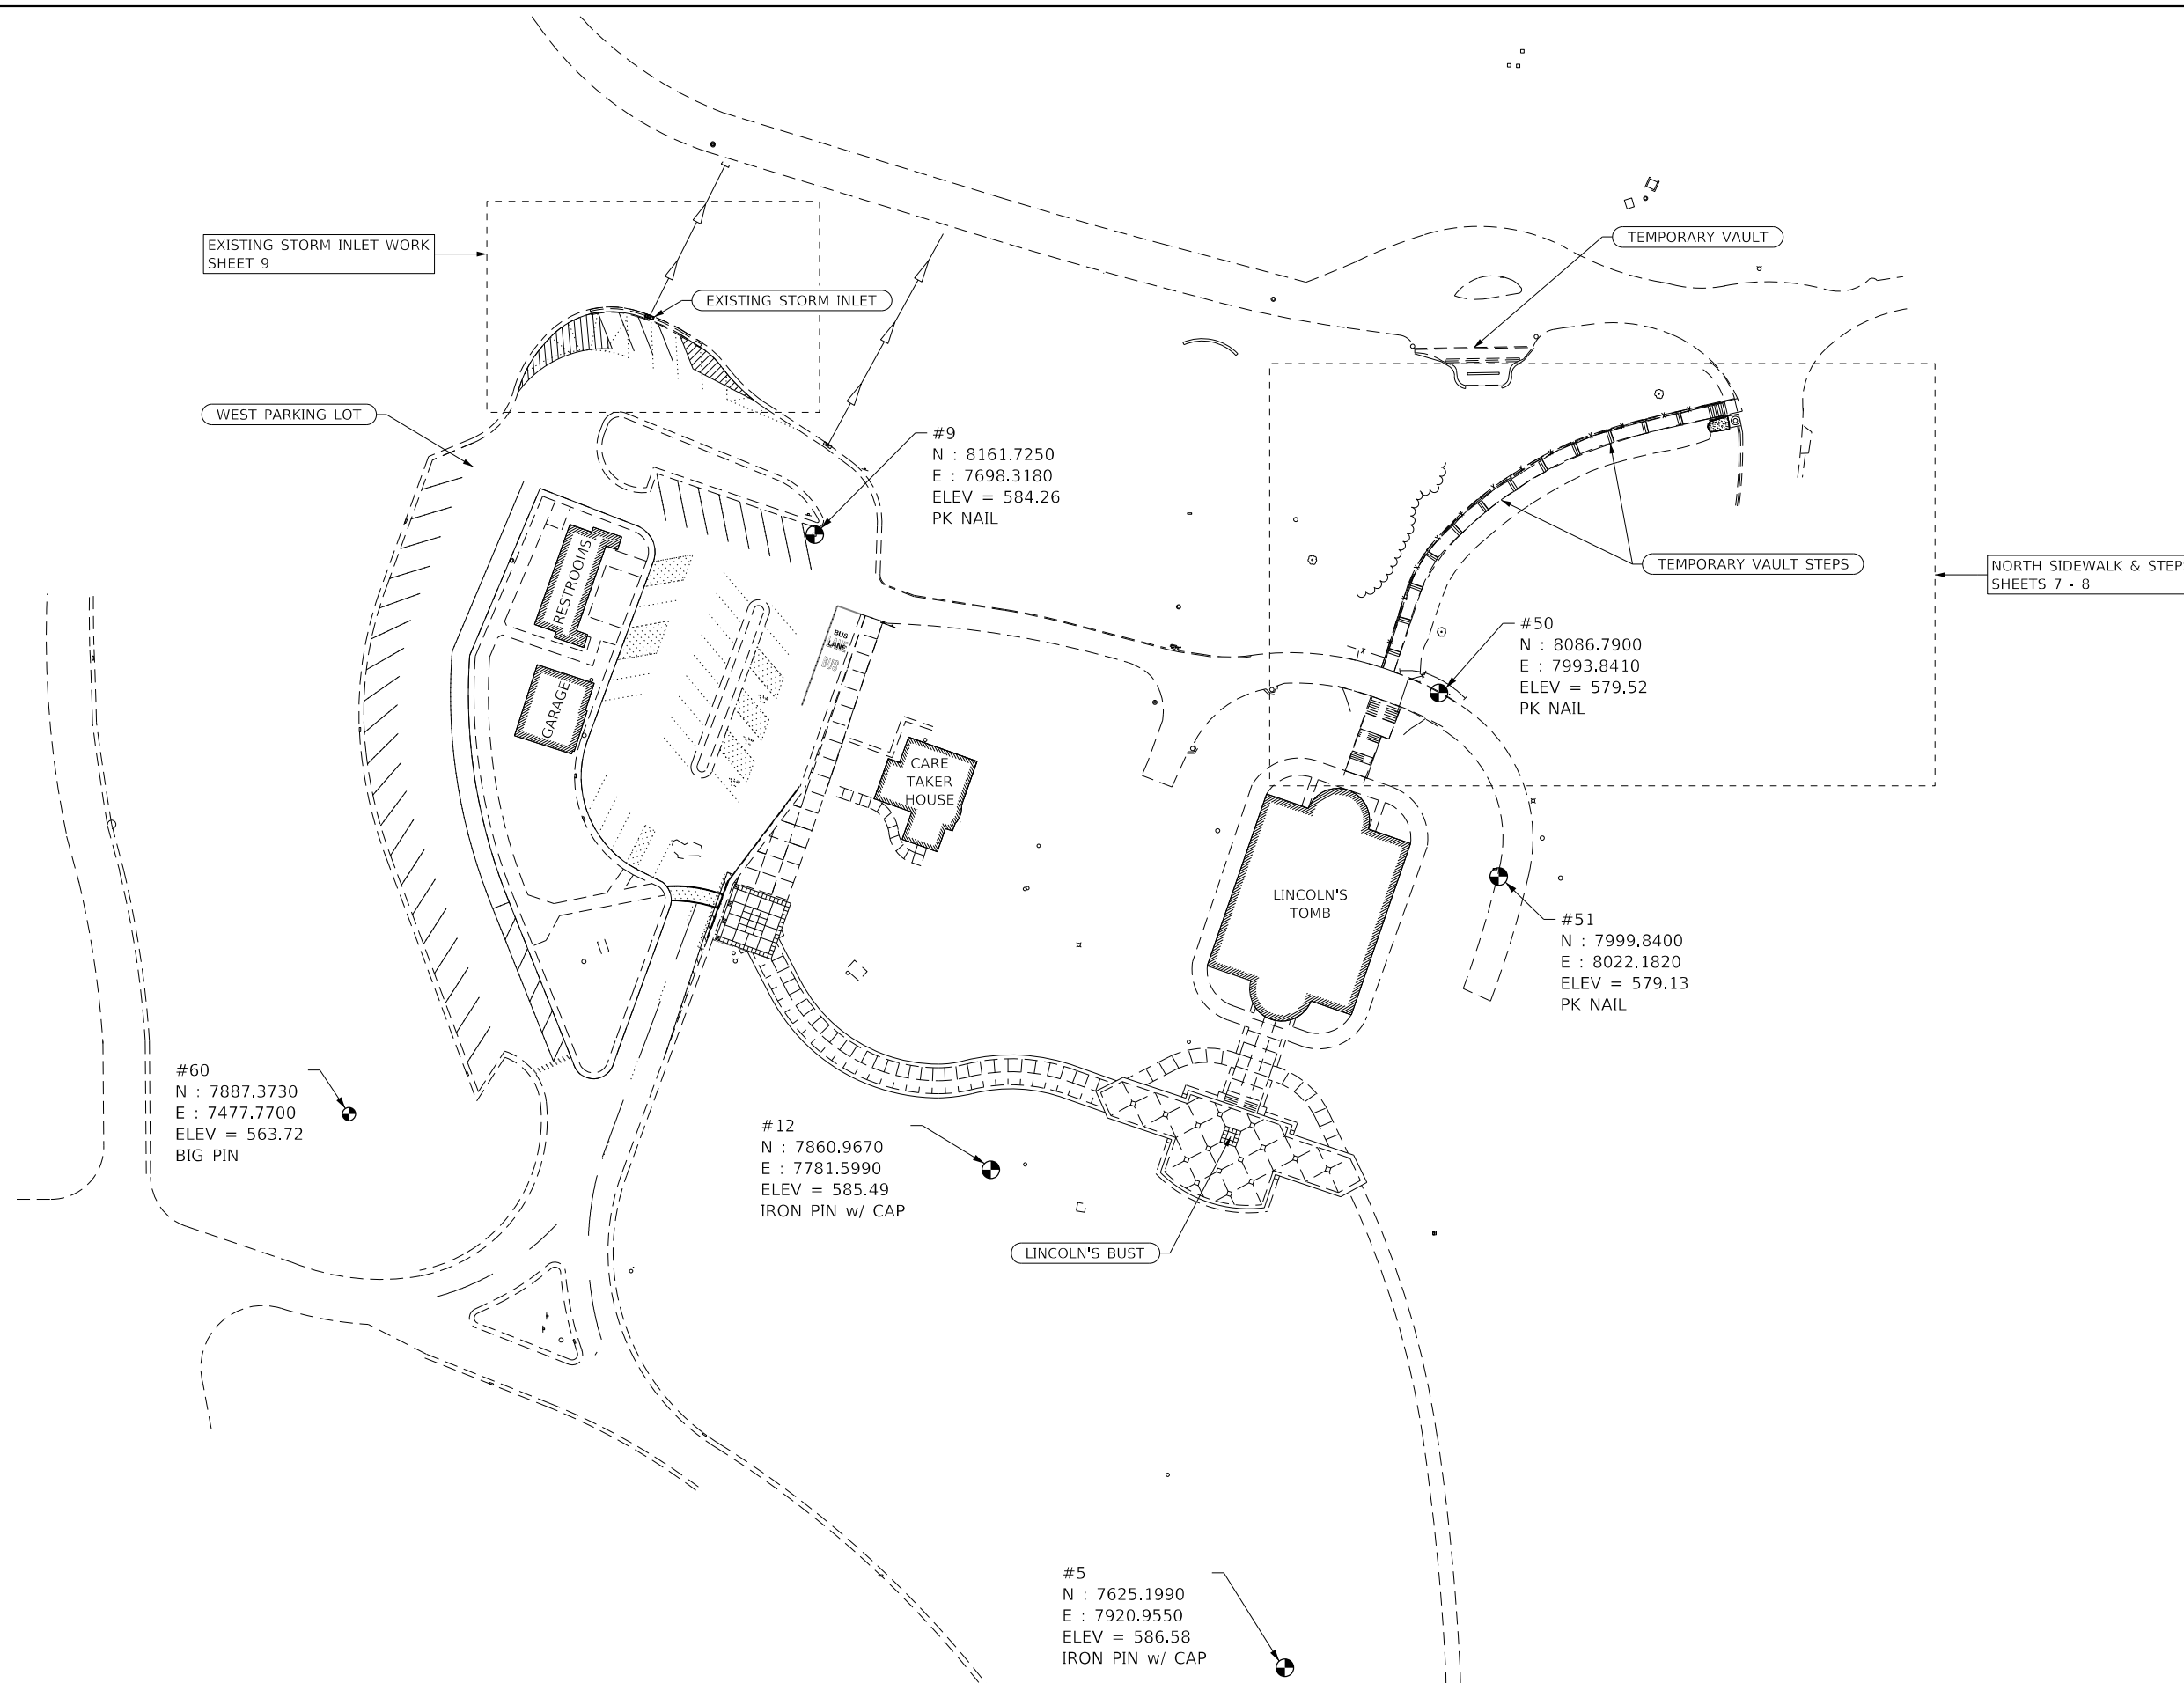 TEMPORARY VAULT
EXISTING STORM INLET WORK
SHEET 9
EXISTING STORM INLET
WEST PARKING LOT
#9
N : 8161.7250
E : 7698.3180
ELEV = 584.26
PK NAIL
RESTROOMS
TEMPORARY VAULT STEPS
NORTH SIDEWALK & STEP
SHEETS 7 - 8
#50
N : 8086.7900
E : 7993.8410
ELEV = 579.52
PK NAIL
BUS
LANE
BUS
GARAGE
CARE
TAKER
HOUSE
LINCOLN'S
TOMB
#51
N : 7999.8400
E : 8022.1820
ELEV = 579.13
PK NAIL
#60
N : 7887.3730
E : 7477.7700
ELEV = 563.72
BIG PIN
#12
N : 7860.9670
E : 7781.5990
ELEV = 585.49
IRON PIN w/ CAP
LINCOLN'S BUST
#5
N : 7625.1990
E : 7920.9550
ELEV = 586.58
IRON PIN w/ CAP